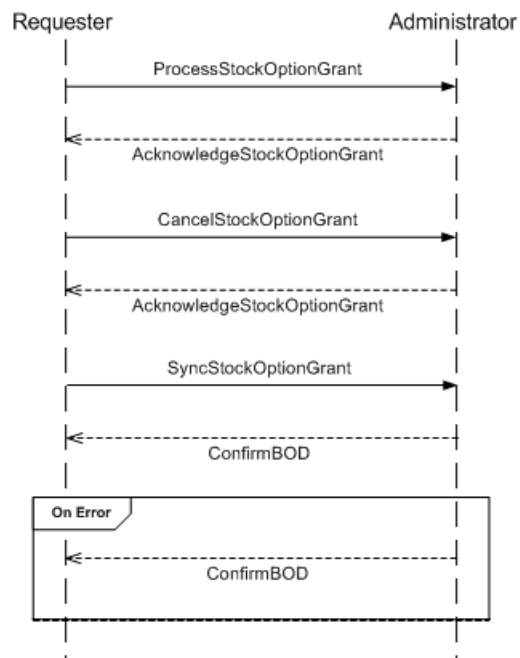 Requester
Administrator
ProcessStockOptionGrant
AcknowledgeStockOptionGrant
CancelStockOptionGrant
AcknowledgeStockOptionGrant
SyncStockOptionGrant
ConfirmBOD
On Error
ConfirmBOD